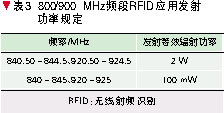 ▼表3 800/900 MHz频段RFID应用发射
功率规定
频率/MHz 发射等效辐射功率
840.50－844.5.920.50－924.5 2 W
840－845.920－925 100 mW
RFID：无线射频识别